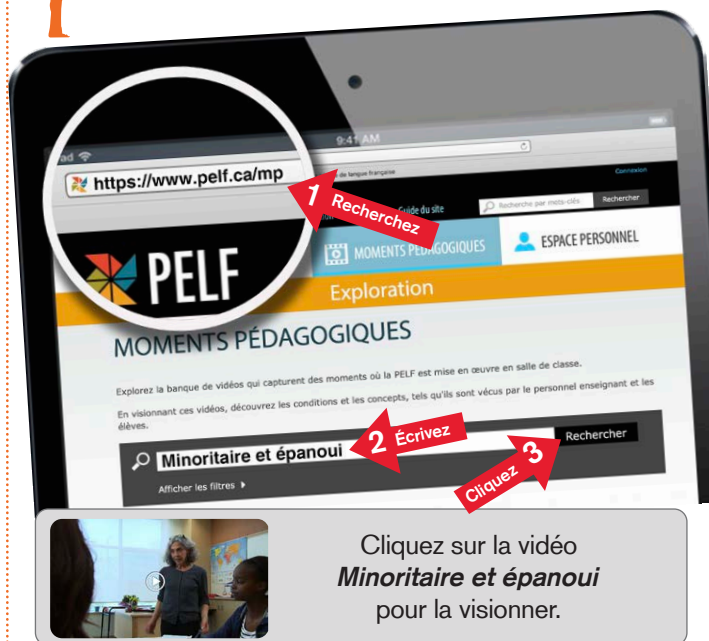 ad
9:41 AM
https://www.pelf.ca/mp
de langue française
Connexion
1 Recherchez
Guide du site
Recherche par mots-clés
Rechercher
PELF
MOMENTS PÉDAGOGIQUES
ESPACE PERSONNEL
Exploration
MOMENTS PÉDAGOGIQUES
Explorez la banque de vidéos qui capturent des moments où la PELF est mise en œuvre en salle de classe.
En visionnant ces vidéos, découvrez les conditions et les concepts, tels qu'ils sont vécus par le personnel enseignant et les
élèves.
Minoritaire et épanoui
2 Écrivez
Rechercher
Cliquez 3
Afficher les filtres
Cliquez sur la vidéo
Minoritaire et épanoui
pour la visionner.